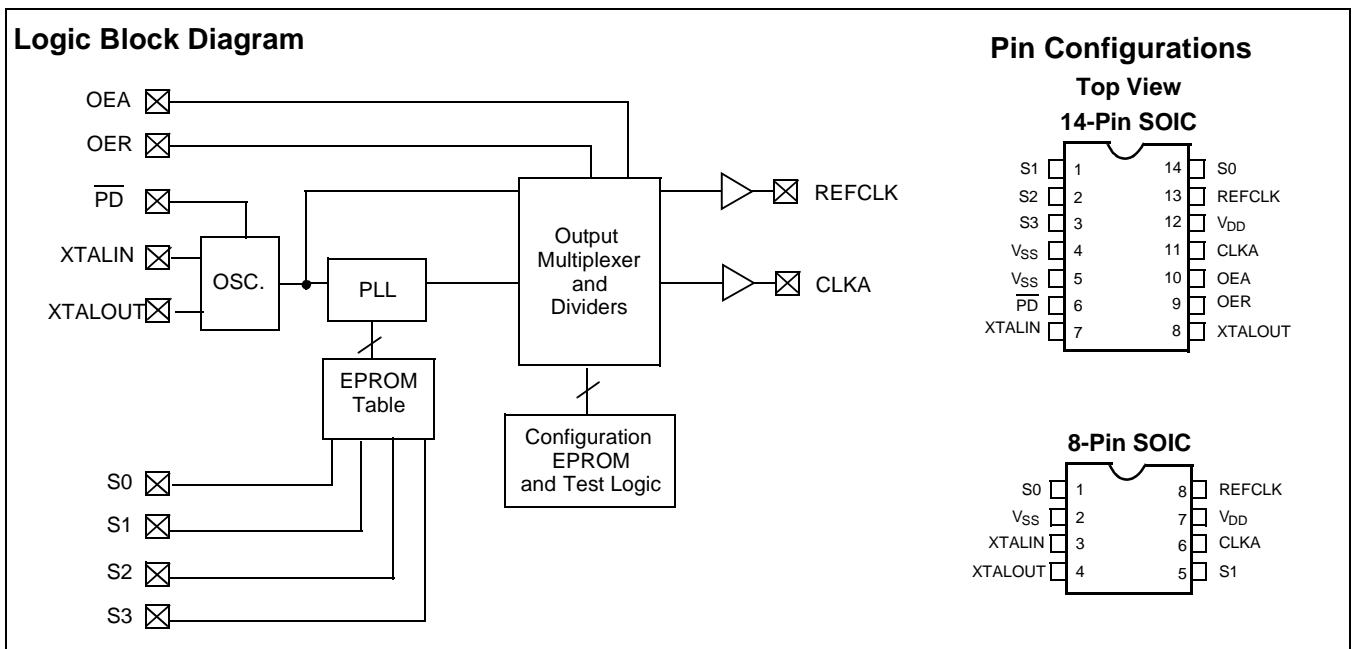 Logic Block Diagram
OEA
OER
PD
XTALIN
XTALOUT
OSC.
PLL
EPROM
Table
Output
Multiplexer
and
Dividers
Configuration
EPROM
and Test Logic
REFCLK
CLKA
S0
S1
S2
S3
Pin Configurations
Top View
14-Pin SOIC
S1 1 14 S0
S2 2 13 REFCLK
S3 3 12 VDD
VSS 4 11 CLKA
VSS 5 10 OEA
PD 6 9 OER
XTALIN 7 8 XTALOUT
8-Pin SOIC
S0 1 8 REFCLK
VSS 2 7 VDD
XTALIN 3 6 CLKA
XTALOUT 4 5 S1